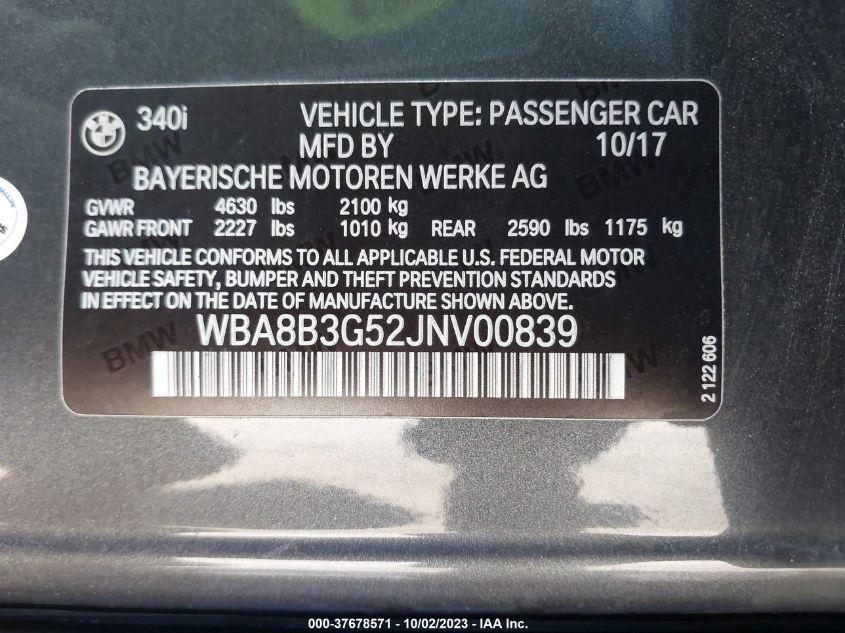 340i VEHICLE TYPE: PASSENGER CAR
MFD BY 10/17
BAYERISCHE MOTOREN WERKE AG
GVWR 4630 lbs 2100 kg
GAWR FRONT 2227 lbs 1010 kg REAR 2590 lbs 1175 kg
THIS VEHICLE CONFORMS TO ALL APPLICABLE U.S. FEDERAL MOTOR
VEHICLE SAFETY, BUMPER AND THEFT PREVENTION STANDARDS
IN EFFECT ON THE DATE OF MANUFACTURE SHOWN ABOVE.
WBA8B3G52JNV00839
2 122 606
000-37678571 - 10/02/2023 - IAA Inc.